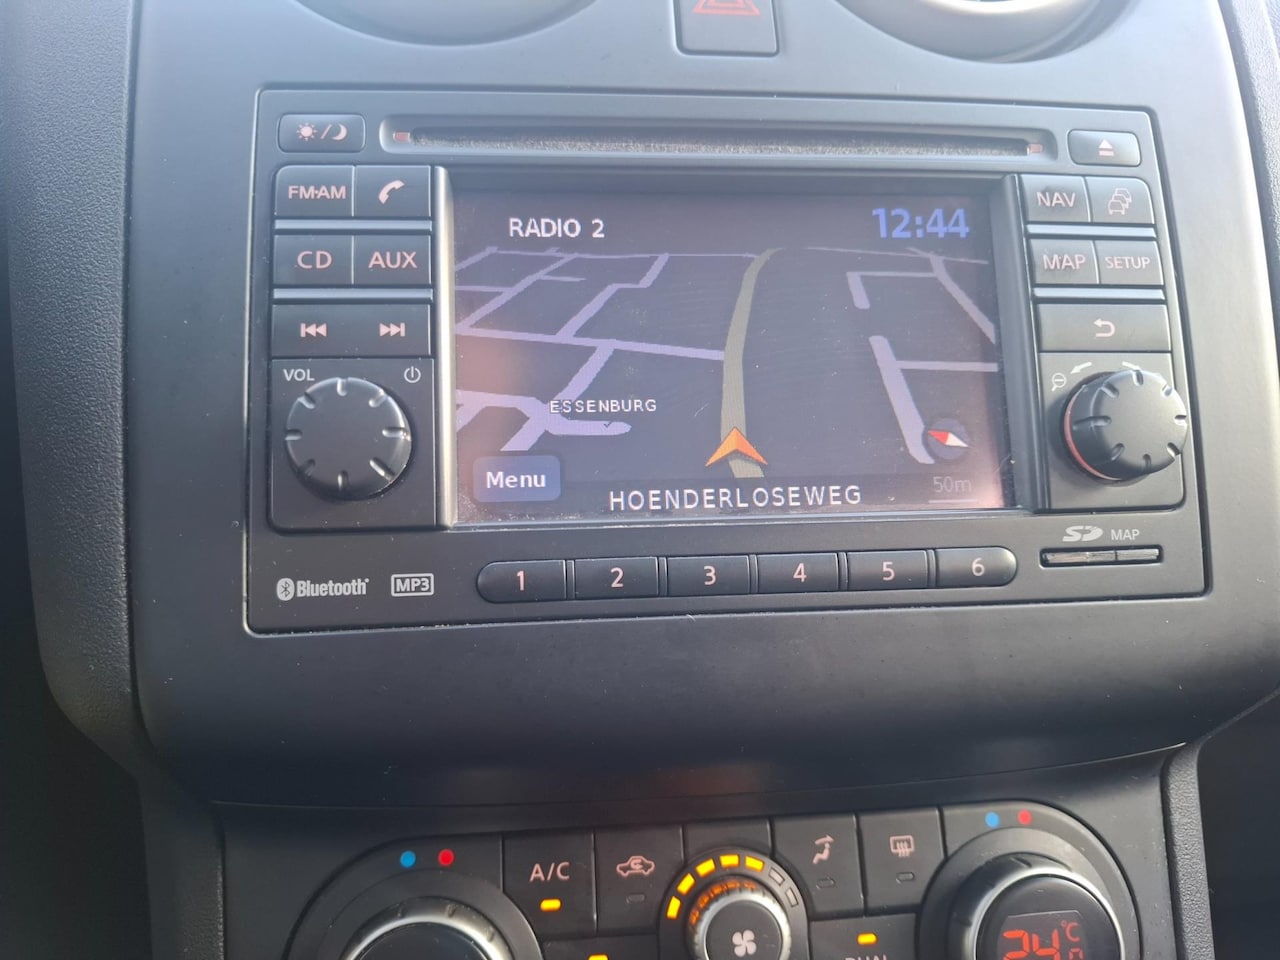 FM·AM
CD AUX
VOL
RADIO 2 12:44
ESSENBURG
Menu
HOENDERLOSEWEG
50m
NAV
MAP SETUP
SD MAP
Bluetooth MP3
1 2 3 4 5 6
A/C
24°C